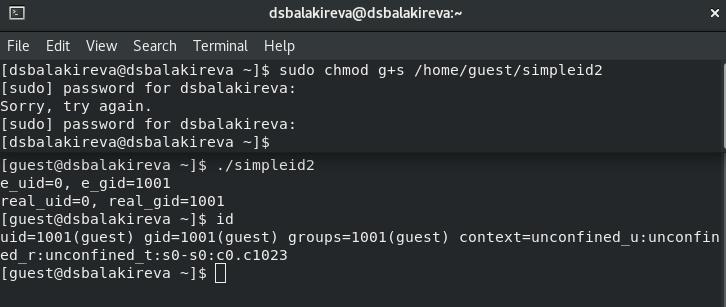 dsbalakireva@dsbalakireva:~
File Edit View Search Terminal Help
[dsbalakireva@dsbalakireva ~]$ sudo chmod g+s /home/guest/simpleid2
[sudo] password for dsbalakireva:
Sorry, try again.
[sudo] password for dsbalakireva:
[dsbalakireva@dsbalakireva ~]$
[guest@dsbalakireva ~]$ ./simpleid2
e_uid=0, e_gid=1001
real_uid=0, real_gid=1001
[guest@dsbalakireva ~]$ id
uid=1001(guest) gid=1001(guest) groups=1001(guest) context=unconfined_u:unconfin
ed_r:unconfined_t:s0-s0:c0.c1023
[guest@dsbalakireva ~]$